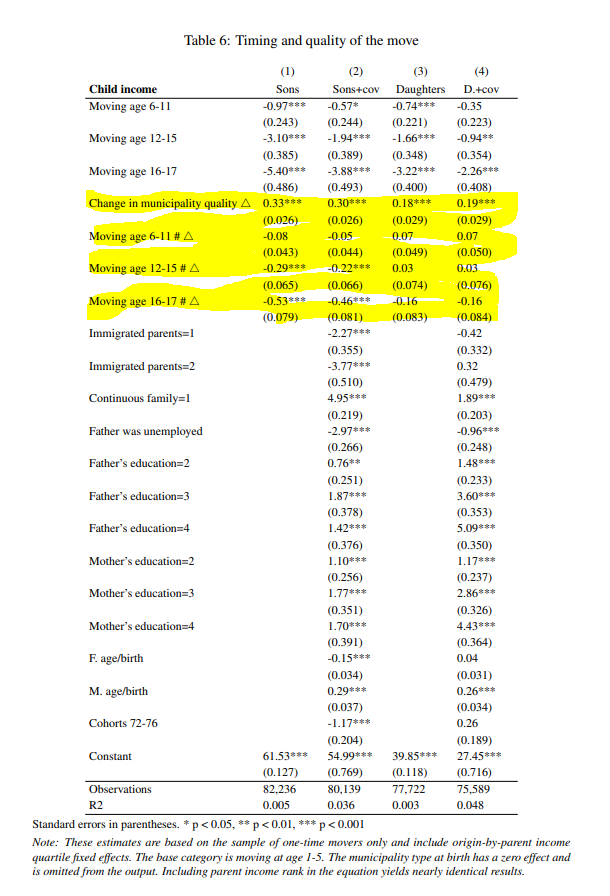 Table 6: Timing and quality of the move
(1) (2) (3) (4)
Child income Sons Sons+cov Daughters D.+cov
Moving age 6-11 -0.97*** -0.57* -0.74*** -0.35
(0.243) (0.244) (0.221) (0.223)
Moving age 12-15 -3.10*** -1.94*** -1.66*** -0.94**
(0.385) (0.389) (0.348) (0.354)
Moving age 16-17 -5.40*** -3.88*** -3.22*** -2.26***
(0.486) (0.493) (0.400) (0.408)
Change in municipality quality △ 0.33*** 0.30*** 0.18*** 0.19***
(0.026) (0.026) (0.029) (0.029)
Moving age 6-11 # △ -0.08 -0.05 0.07 0.07
(0.043) (0.044) (0.049) (0.050)
Moving age 12-15 # △ -0.29*** -0.22*** 0.03 0.03
(0.065) (0.066) (0.074) (0.076)
Moving age 16-17 # △ -0.53*** -0.46*** -0.16 -0.16
(0.079) (0.081) (0.083) (0.084)
Immigrated parents=1 -2.27*** -0.42
(0.355) (0.332)
Immigrated parents=2 -3.77*** 0.32
(0.510) (0.479)
Continuous family=1 4.95*** 1.89***
(0.219) (0.203)
Father was unemployed -2.97*** -0.96***
(0.266) (0.248)
Father's education=2 0.76** 1.48***
(0.251) (0.233)
Father's education=3 1.87*** 3.60***
(0.378) (0.353)
Father's education=4 1.42*** 5.09***
(0.376) (0.350)
Mother's education=2 1.10*** 1.17***
(0.256) (0.237)
Mother's education=3 1.77*** 2.86***
(0.351) (0.326)
Mother's education=4 1.70*** 4.43***
(0.391) (0.364)
F. age/birth -0.15*** 0.04
(0.034) (0.031)
M. age/birth 0.29*** 0.26***
(0.037) (0.034)
Cohorts 72-76 -1.17*** 0.26
(0.204) (0.189)
Constant 61.53*** 54.99*** 39.85*** 27.45***
(0.127) (0.769) (0.118) (0.716)
Observations 82,236 80,139 77,722 75,589
R2 0.005 0.036 0.003 0.048
Standard errors in parentheses. * p < 0.05, ** p < 0.01, *** p < 0.001
Note: These estimates are based on the sample of one-time movers only and include origin-by-parent income
quartile fixed effects. The base category is moving at age 1-5. The municipality type at birth has a zero effect and
is omitted from the output. Including parent income rank in the equation yields nearly identical results.